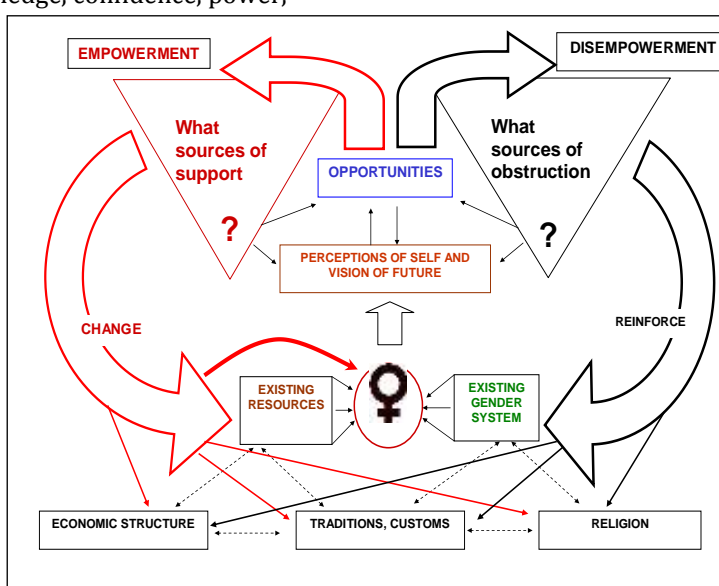 EMPOWERMENT
DISEMPOWERMENT
What
sources of
support
?
What
sources of
obstruction
?
OPPORTUNITIES
PERCEPTIONS OF SELF AND
VISION OF FUTURE
CHANGE
REINFORCE
EXISTING
RESOURCES
EXISTING
GENDER
SYSTEM
ECONOMIC STRUCTURE
TRADITIONS, CUSTOMS
RELIGION